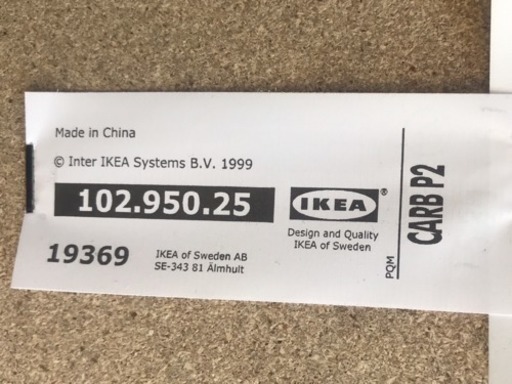 Made in China
© Inter IKEA Systems B.V. 1999
102.950.25
19369
IKEA of Sweden AB
SE-343 81 Älmhult
IKEA®
Design and Quality
IKEA of Sweden
PQM
CARB P2